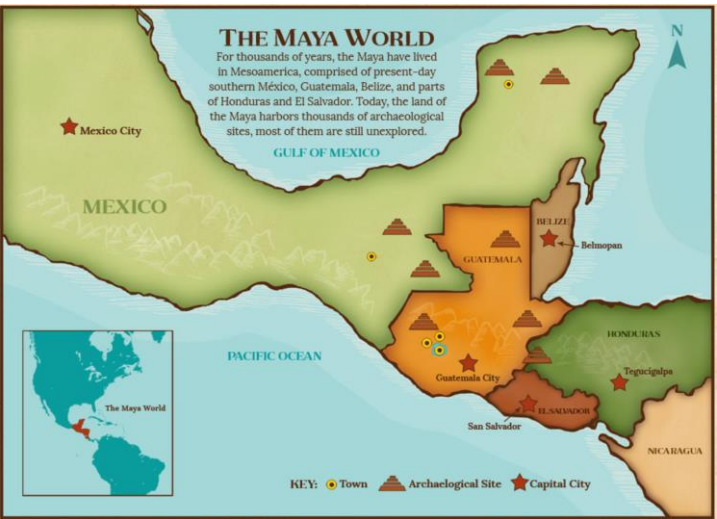 THE MAYA WORLD
For thousands of years, the Maya have lived
in Mesoamerica, comprised of present-day
southern México, Guatemala, Belize, and parts
of Honduras and El Salvador. Today, the land of
the Maya harbors thousands of archaeological
sites, most of them are still unexplored.
N
GULF OF MEXICO
Mexico City
MEXICO
BELIZE
Belmopan
GUATEMALA
HONDURAS
PACIFIC OCEAN
Tegucigalpa
Guatemala City
The Maya World
EL SALVADOR
San Salvador
NICARAGUA
KEY: Town Archaelogical Site Capital City